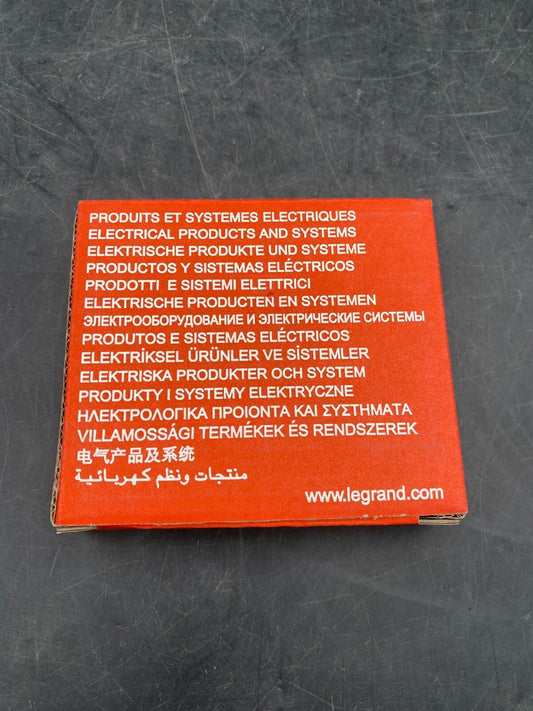 PRODUITS ET SYSTEMES ELECTRIQUES
ELECTRICAL PRODUCTS AND SYSTEMS
ELEKTRISCHE PRODUKTE UND SYSTEME
PRODUCTOS Y SISTEMAS ELÉCTRICOS
PRODOTTI E SISTEMI ELETTRICI
ELEKTRISCHE PRODUCTEN EN SYSTEMEN
ЭЛЕКТРООБОРУДОВАНИЕ И ЭЛЕКТРИЧЕСКИЕ СИСТЕМЫ
PRODUTOS E SISTEMAS ELÉCTRICOS
ELEKTRİKSEL ÜRÜNLER VE SİSTEMLER
ELEKTRISKA PRODUKTER OCH SYSTEM
PRODUKTY I SYSTEMY ELEKTRYCZNE
ΗΛΕΚΤΡΟΛΟΓΙΚΑ ΠΡΟΙΟΝΤΑ ΚΑΙ ΣΥΣΤΗΜΑΤΑ
VILLAMOSSÁGI TERMÉKEK ÉS RENDSZEREK
电气产品及系统
منتجات ونظم كهربائية
www.legrand.com